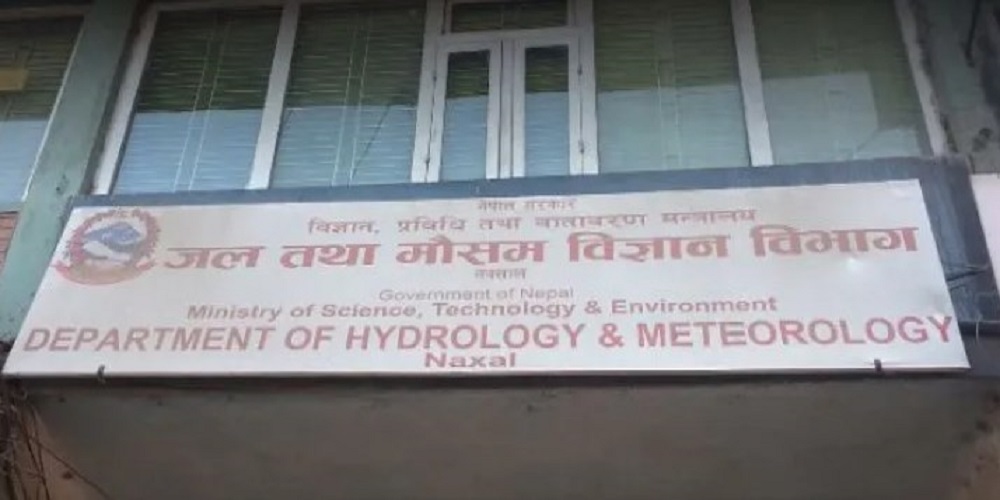 नेपाल सरकार
विज्ञान, प्रविधि तथा वातावरण मन्त्रालय
जल तथा मौसम विज्ञान विभाग
नक्साल
Government of Nepal
Ministry of Science, Technology & Environment
DEPARTMENT OF HYDROLOGY & METEOROLOGY
Naxal